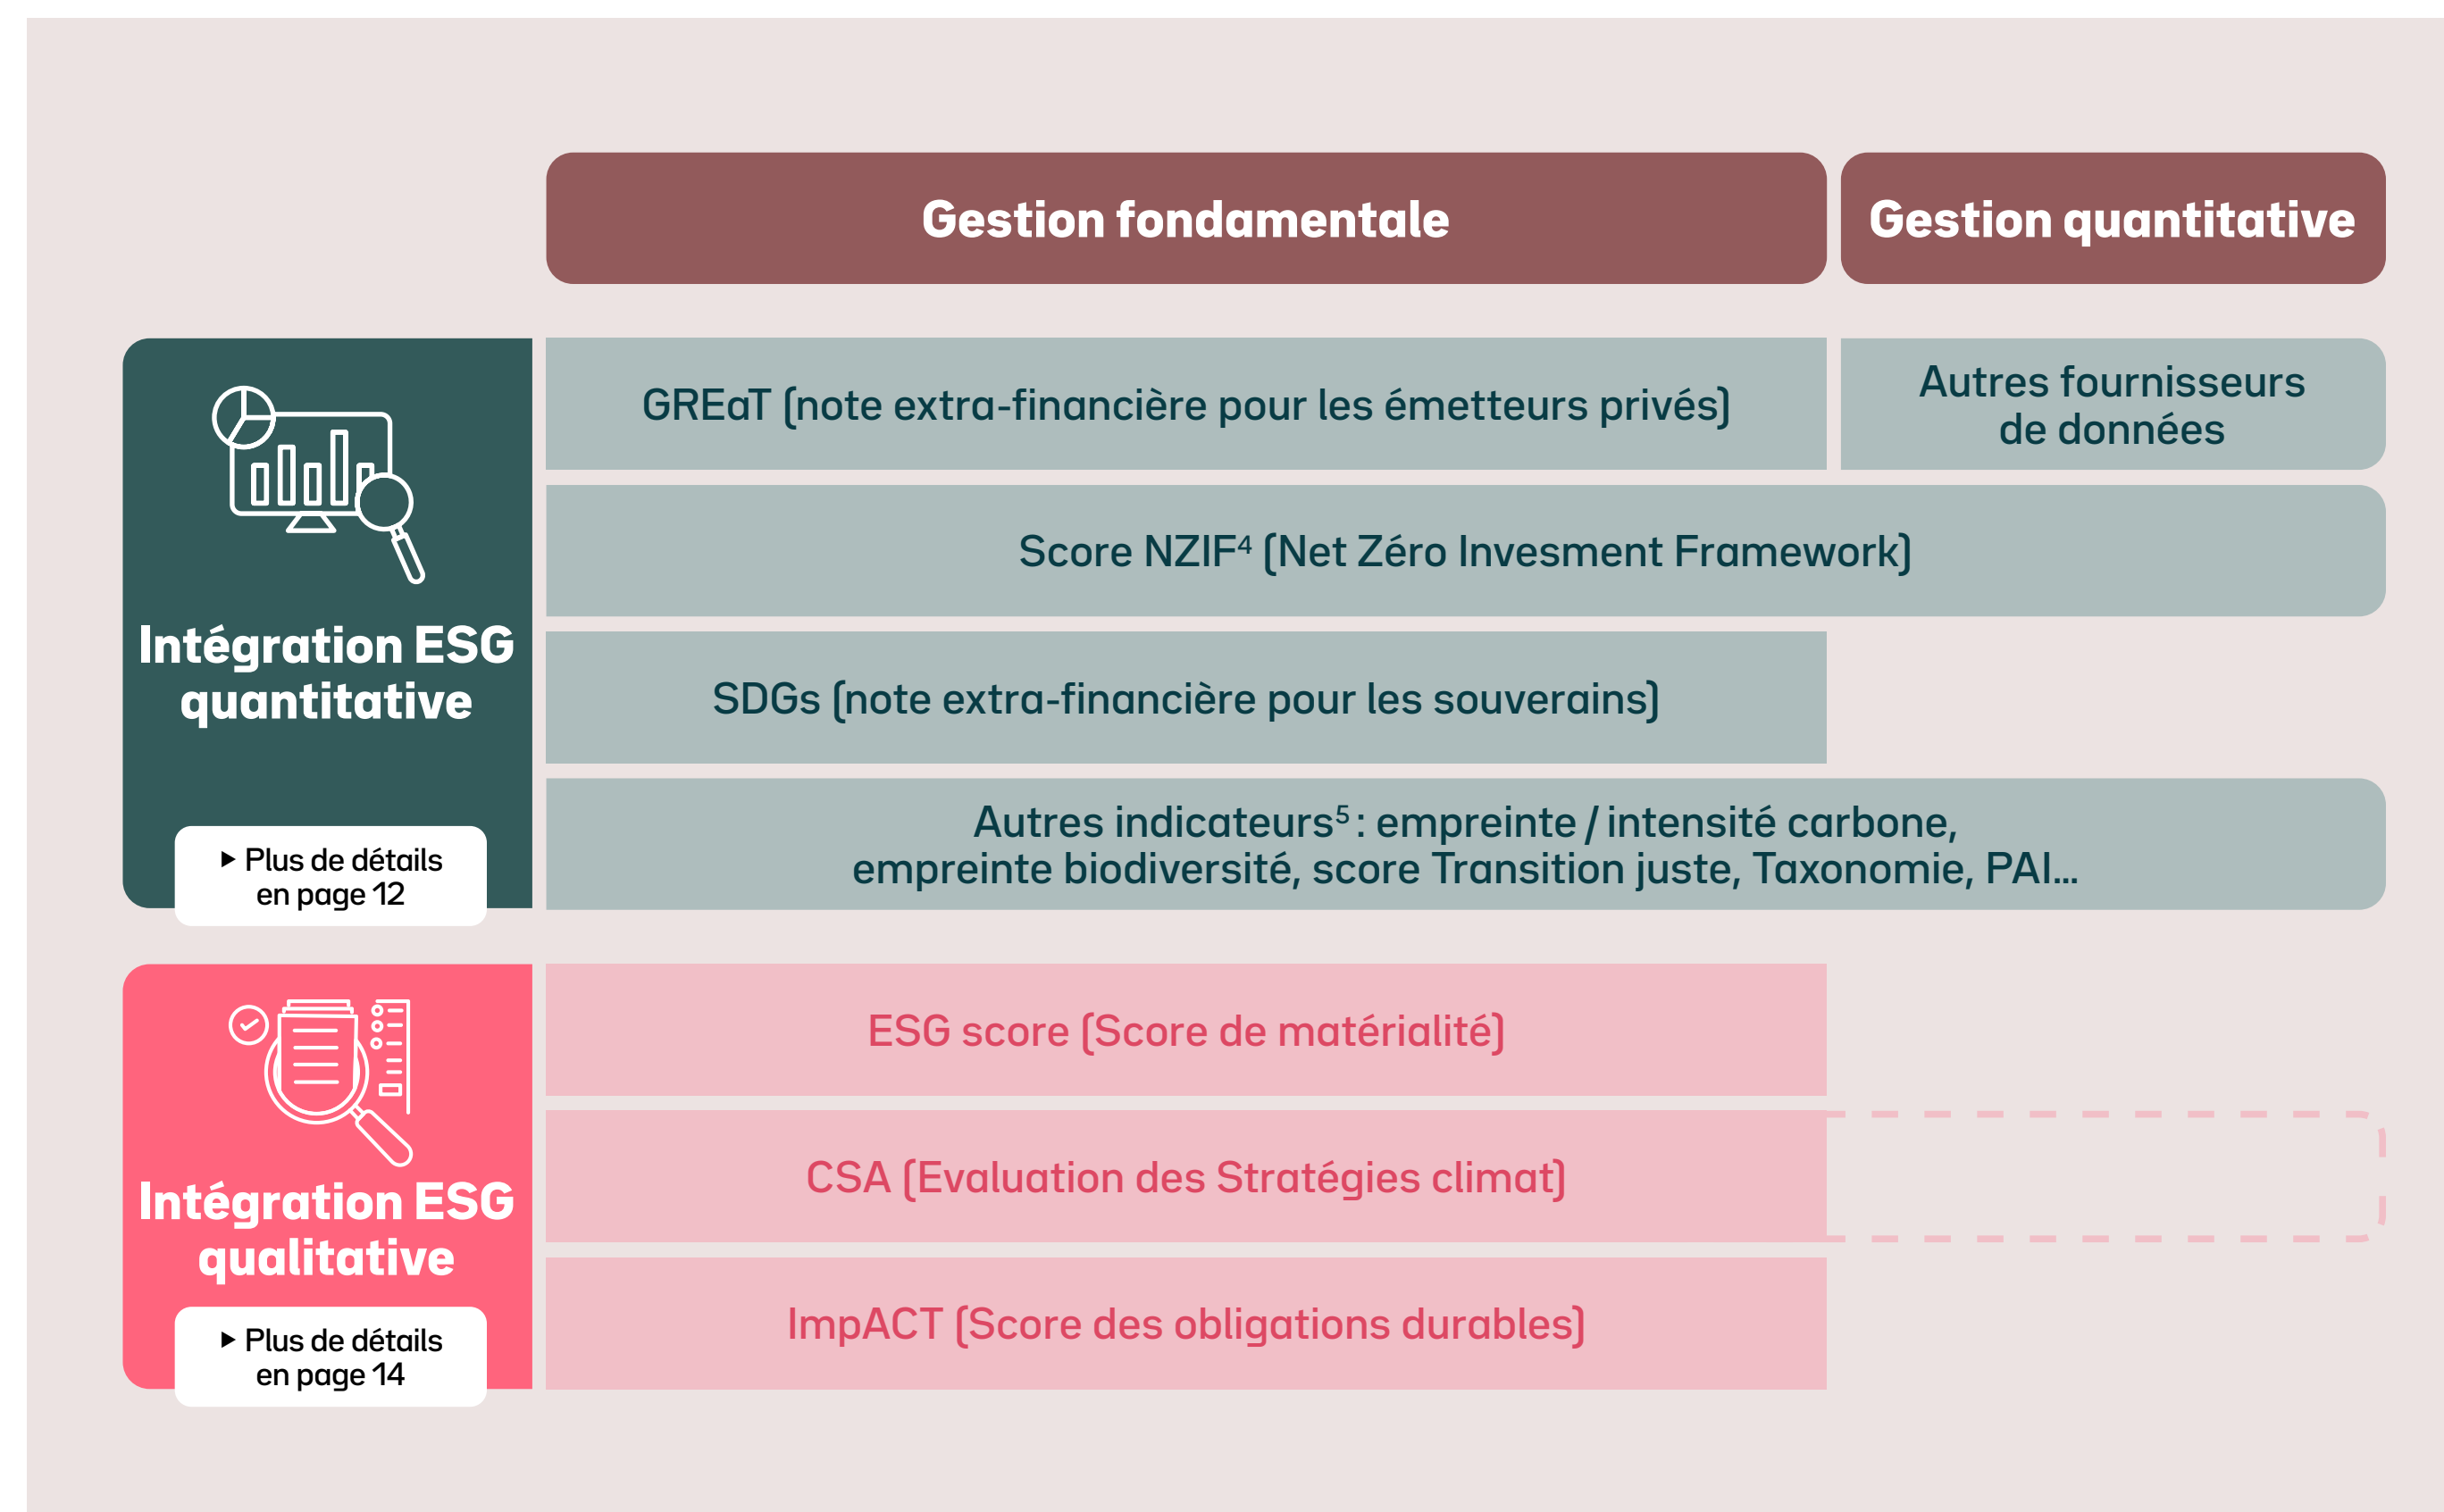 Gestion fondamentale
Gestion quantitative
Intégration ESG
quantitative
▶ Plus de détails
en page 12
GREaT (note extra-financière pour les émetteurs privés)
Autres fournisseurs
de données
Score NZIF⁴ (Net Zéro Invesment Framework)
SDGs (note extra-financière pour les souverains)
Autres indicateurs⁵ : empreinte / intensité carbone,
empreinte biodiversité, score Transition juste, Taxonomie, PAI...
Intégration ESG
qualitative
▶ Plus de détails
en page 14
ESG score (Score de matérialité)
CSA (Evaluation des Stratégies climat)
ImpACT (Score des obligations durables)